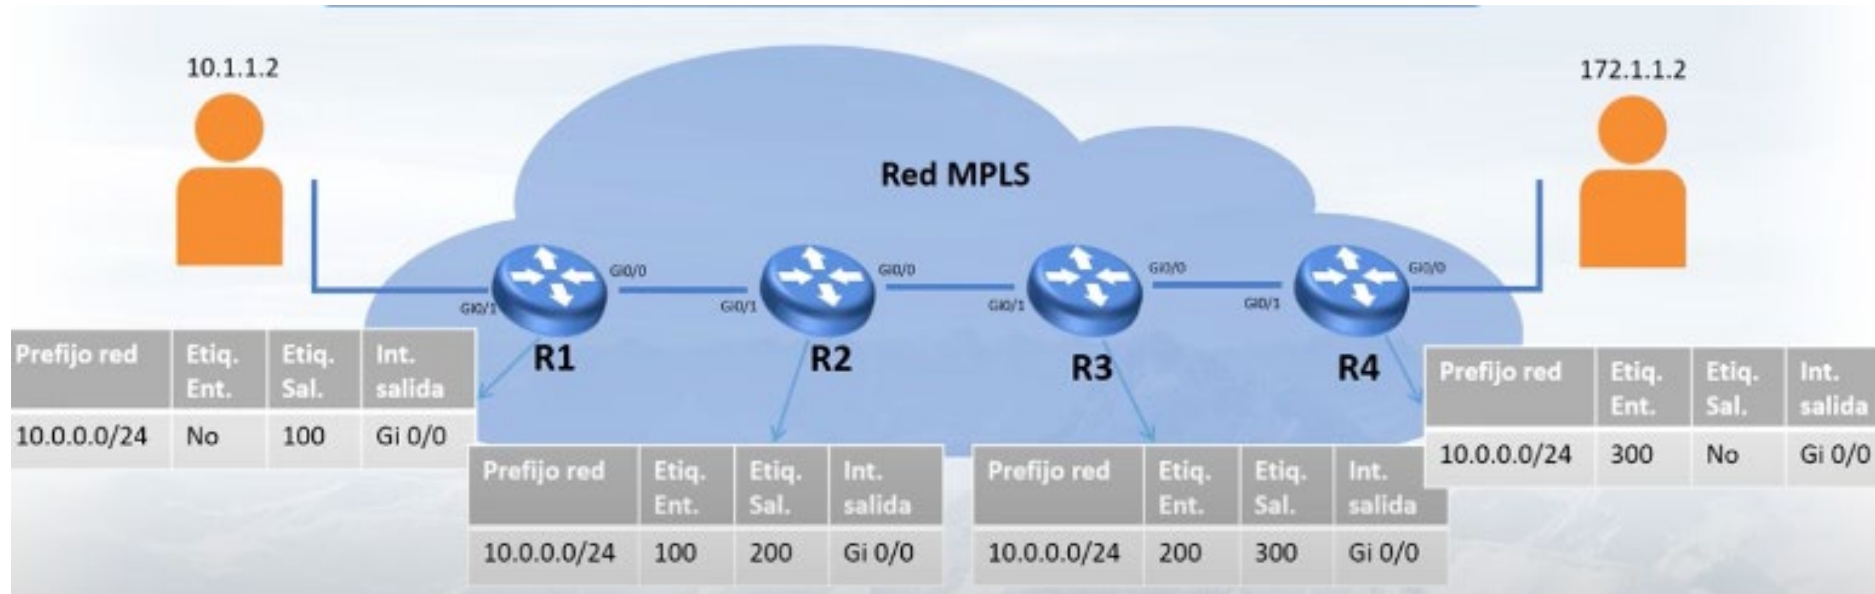 10.1.1.2
172.1.1.2
Red MPLS
Gi0/1
Gi0/0
Gi0/1
Gi0/0
Gi0/1
Gi0/0
Gi0/1
Gi0/0
R1
R2
R3
R4
Prefijo red Etiq. Ent. Etiq. Sal. Int. salida
10.0.0.0/24 No 100 Gi 0/0
Prefijo red Etiq. Ent. Etiq. Sal. Int. salida
10.0.0.0/24 100 200 Gi 0/0
Prefijo red Etiq. Ent. Etiq. Sal. Int. salida
10.0.0.0/24 200 300 Gi 0/0
Prefijo red Etiq. Ent. Etiq. Sal. Int. salida
10.0.0.0/24 300 No Gi 0/0